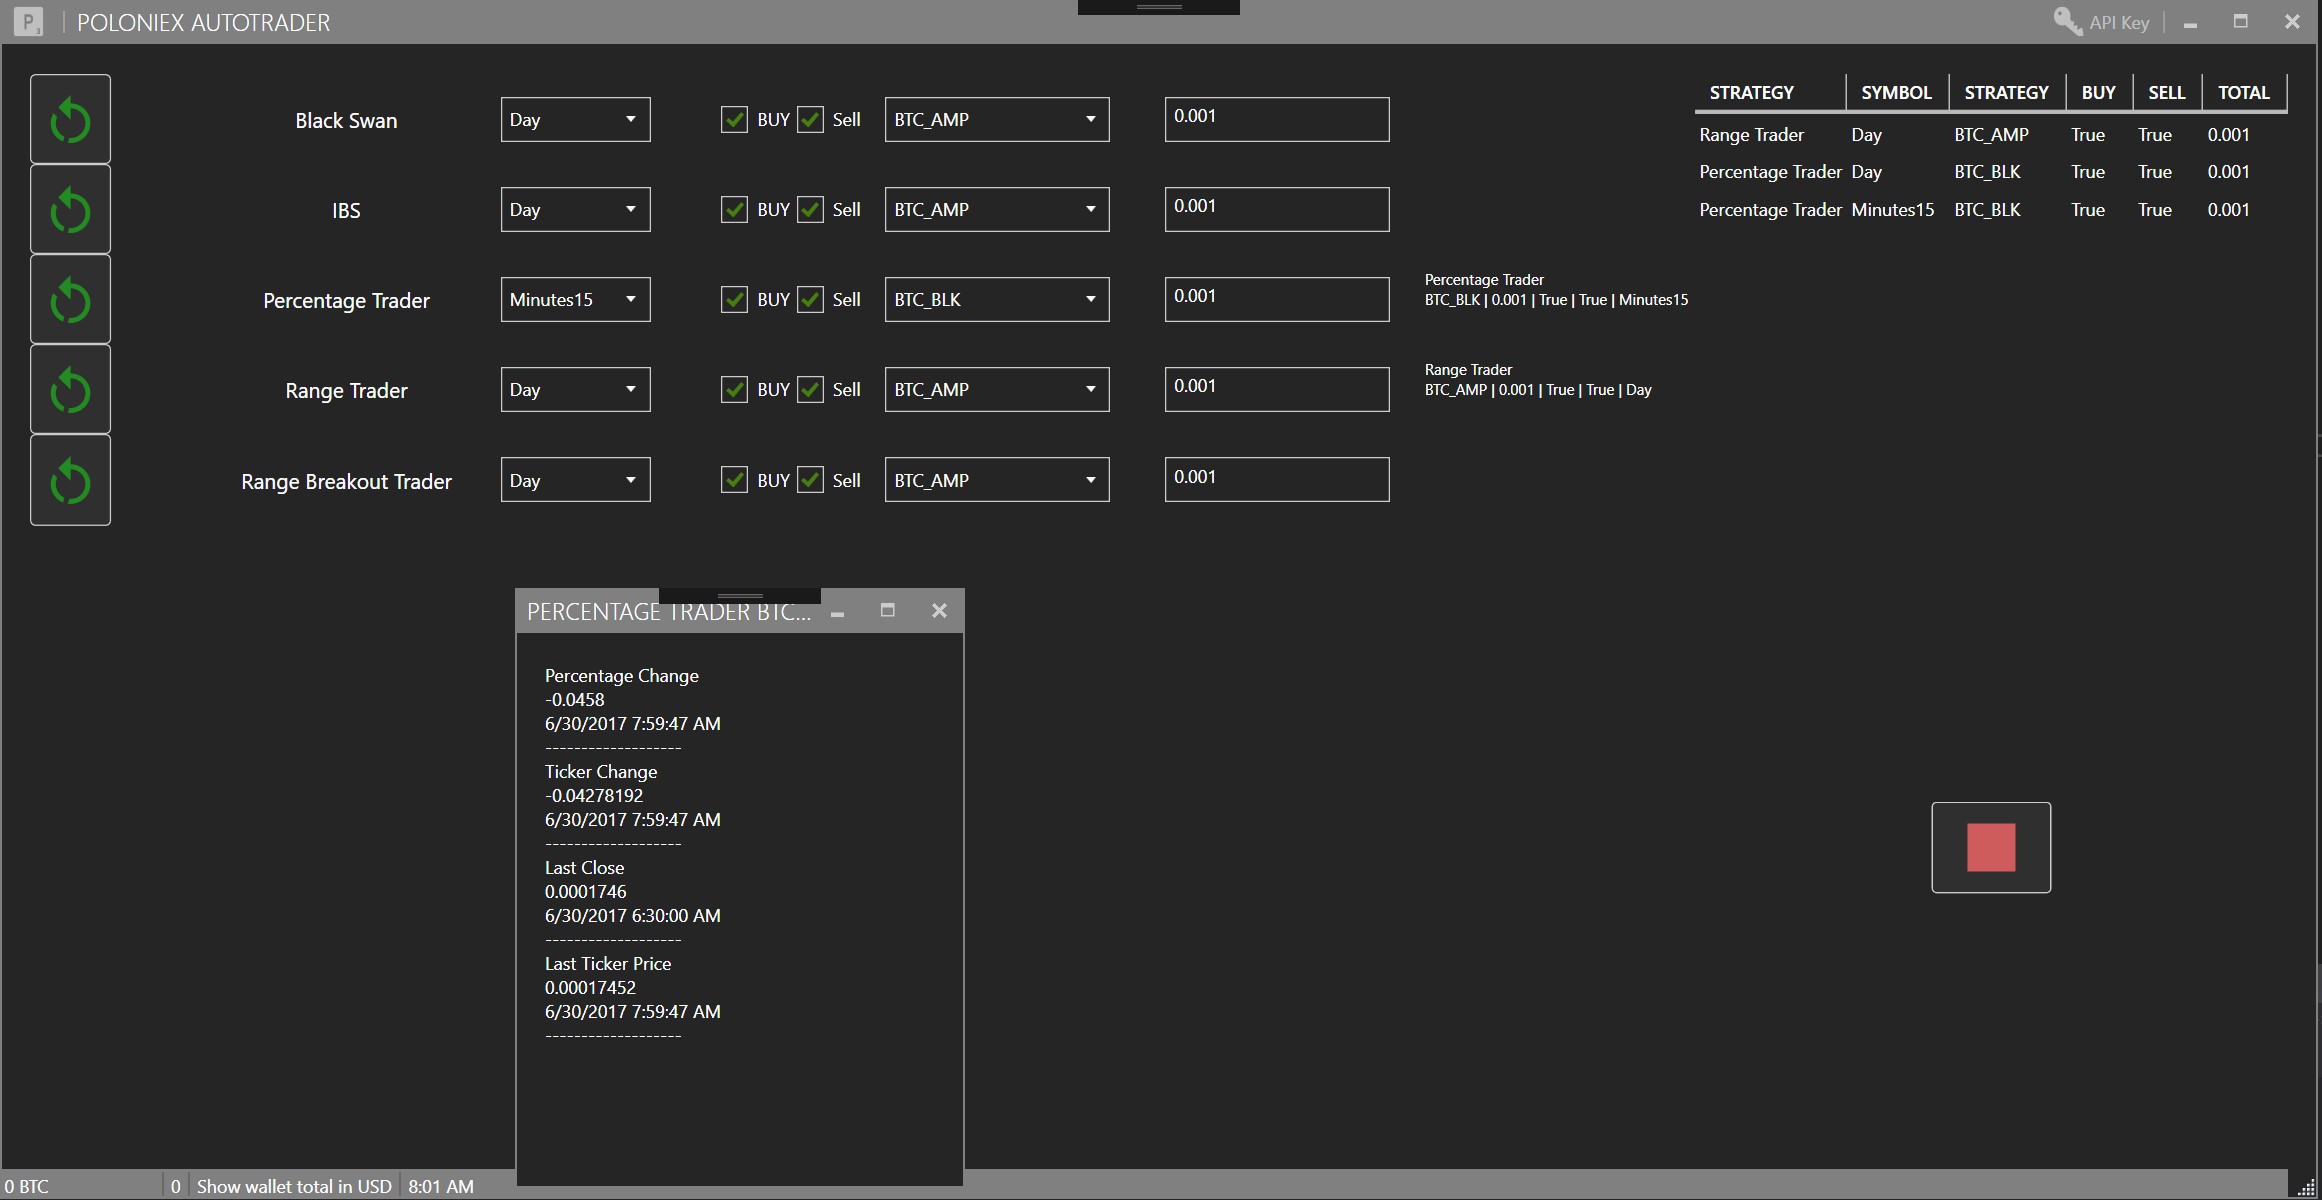 P
POLONIEX AUTOTRADER
API Key
Black Swan Day BUY Sell BTC_AMP 0.001
IBS Day BUY Sell BTC_AMP 0.001
Percentage Trader Minutes15 BUY Sell BTC_BLK 0.001
Percentage Trader
BTC_BLK | 0.001 | True | True | Minutes15
Range Trader Day BUY Sell BTC_AMP 0.001
Range Trader
BTC_AMP | 0.001 | True | True | Day
Range Breakout Trader Day BUY Sell BTC_AMP 0.001
STRATEGY SYMBOL STRATEGY BUY SELL TOTAL
Range Trader Day BTC_AMP True True 0.001
Percentage Trader Day BTC_BLK True True 0.001
Percentage Trader Minutes15 BTC_BLK True True 0.001
PERCENTAGE TRADER BTC...
Percentage Change
-0.0458
6/30/2017 7:59:47 AM
-------------------
Ticker Change
-0.04278192
6/30/2017 7:59:47 AM
-------------------
Last Close
0.0001746
6/30/2017 6:30:00 AM
-------------------
Last Ticker Price
0.00017452
6/30/2017 7:59:47 AM
-------------------
0 BTC 0 Show wallet total in USD 8:01 AM